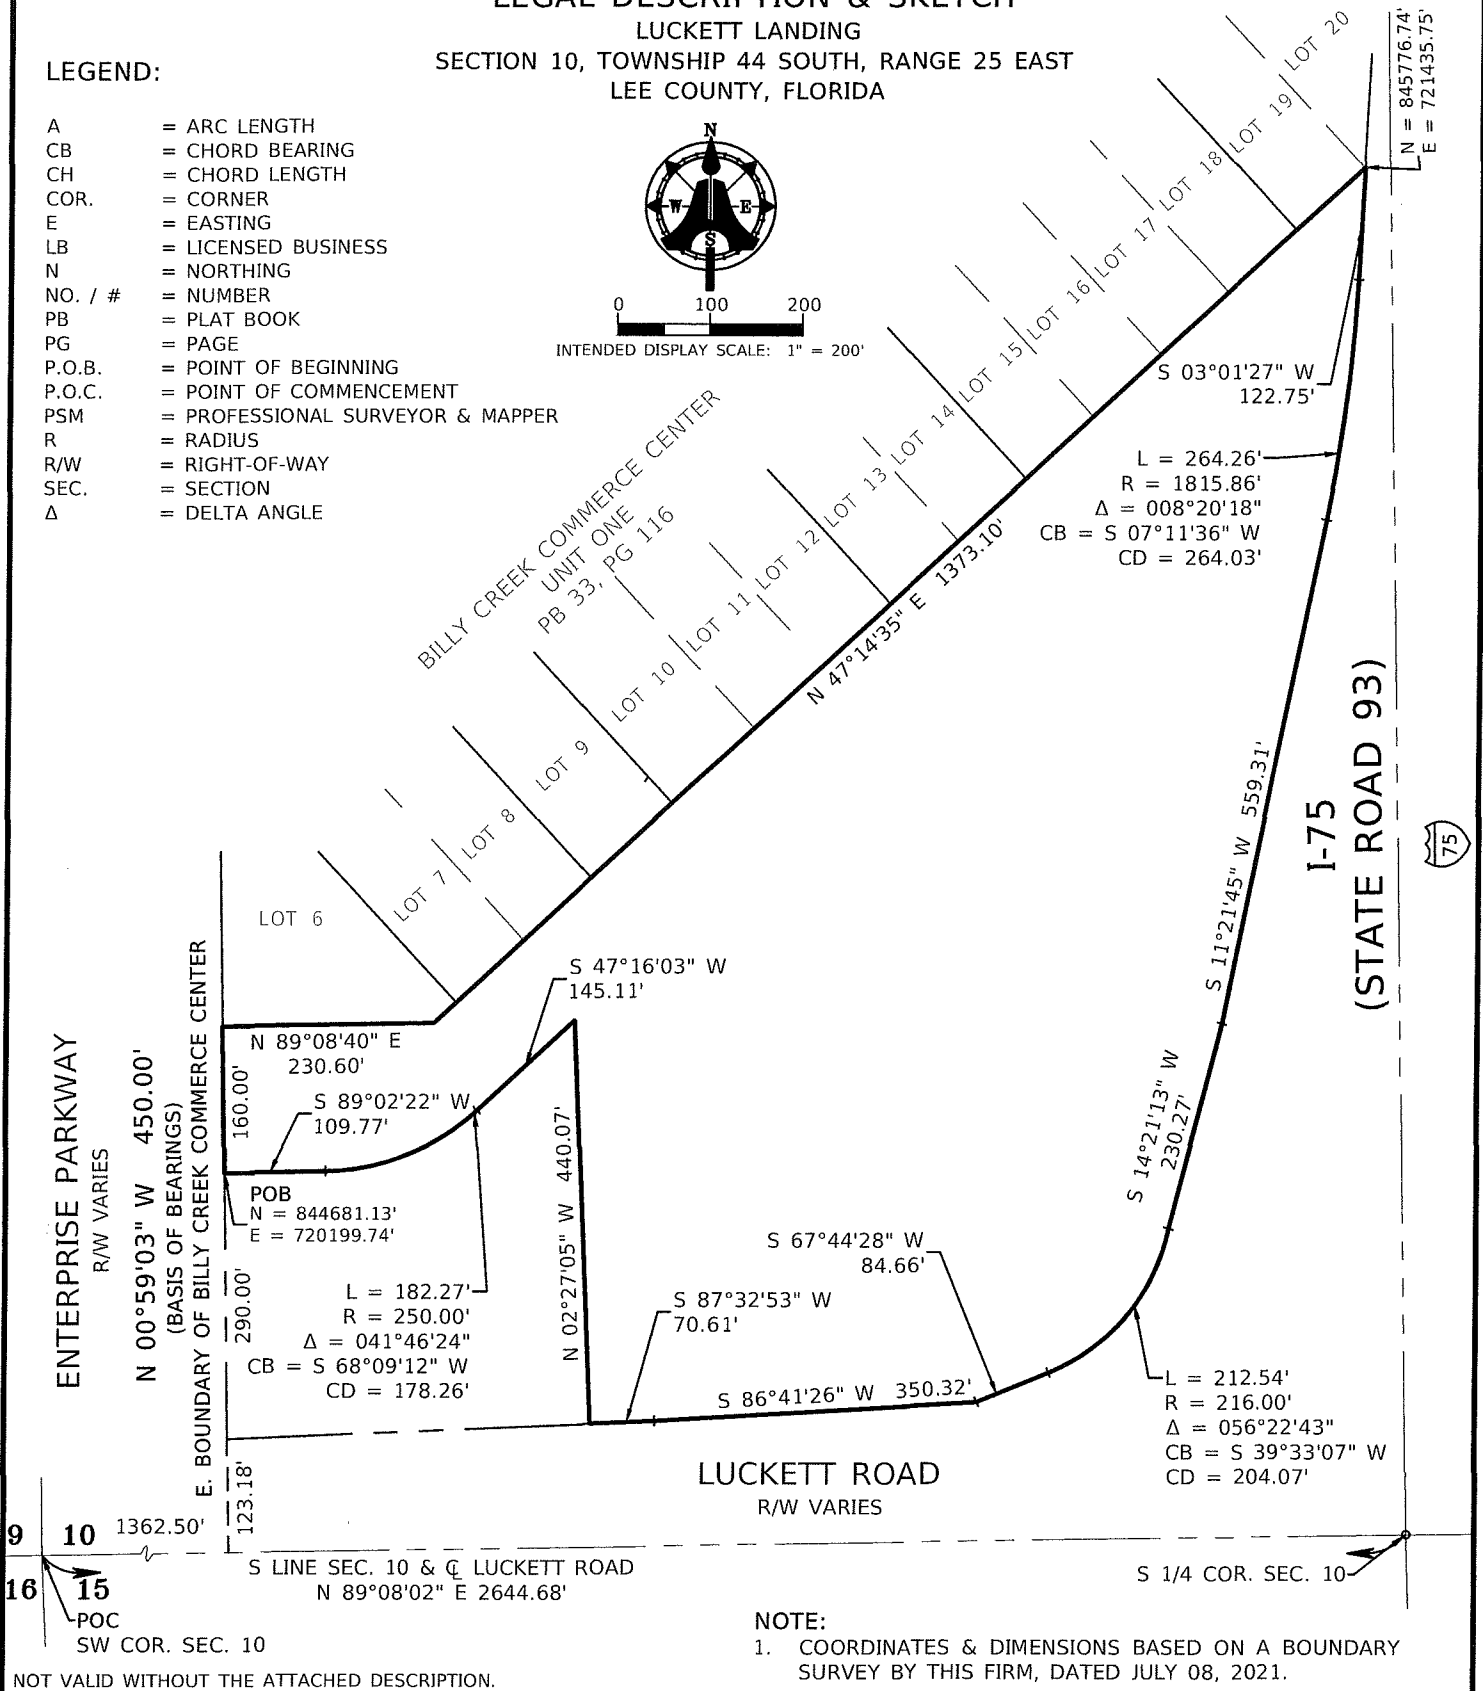 LEGAL DESCRIPTION & SKETCH
LUCKETT LANDING
SECTION 10, TOWNSHIP 44 SOUTH, RANGE 25 EAST
LEE COUNTY, FLORIDA
LEGEND:
A = ARC LENGTH
CB = CHORD BEARING
CH = CHORD LENGTH
COR. = CORNER
E = EASTING
LB = LICENSED BUSINESS
N = NORTHING
NO. / # = NUMBER
PB = PLAT BOOK
PG = PAGE
P.O.B. = POINT OF BEGINNING
P.O.C. = POINT OF COMMENCEMENT
PSM = PROFESSIONAL SURVEYOR & MAPPER
R = RADIUS
R/W = RIGHT-OF-WAY
SEC. = SECTION
Δ = DELTA ANGLE
N
W
E
S
0 100 200
INTENDED DISPLAY SCALE: 1" = 200'
N = 845776.74'
E = 721435.75'
LOT 20
LOT 19
LOT 18
LOT 17
LOT 16
LOT 15
LOT 14
LOT 13
LOT 12
LOT 11
LOT 10
LOT 9
LOT 8
LOT 7
LOT 6
BILLY CREEK COMMERCE CENTER
UNIT ONE
PB 33, PG 116
N 47°14'35" E 1373.10'
S 03°01'27" W
122.75'
L = 264.26'
R = 1815.86'
Δ = 008°20'18"
CB = S 07°11'36" W
CD = 264.03'
S 11°21'45" W 559.31'
I-75
(STATE ROAD 93)
75
S 14°21'13" W
230.27'
S 47°16'03" W
145.11'
N 89°08'40" E
230.60'
160.00'
S 89°02'22" W
109.77'
POB
N = 844681.13'
E = 720199.74'
ENTERPRISE PARKWAY
R/W VARIES
N 00°59'03" W 450.00'
(BASIS OF BEARINGS)
E. BOUNDARY OF BILLY CREEK COMMERCE CENTER
290.00'
L = 182.27'
R = 250.00'
Δ = 041°46'24"
CB = S 68°09'12" W
CD = 178.26'
N 02°27'05" W 440.07'
S 87°32'53" W
70.61'
S 67°44'28" W
84.66'
S 86°41'26" W 350.32'
L = 212.54'
R = 216.00'
Δ = 056°22'43"
CB = S 39°33'07" W
CD = 204.07'
LUCKETT ROAD
R/W VARIES
123.18'
9 10 1362.50'
16 15
S LINE SEC. 10 & ℄ LUCKETT ROAD
N 89°08'02" E 2644.68'
S 1/4 COR. SEC. 10
POC
SW COR. SEC. 10
NOTE:
1. COORDINATES & DIMENSIONS BASED ON A BOUNDARY
SURVEY BY THIS FIRM, DATED JULY 08, 2021.
NOT VALID WITHOUT THE ATTACHED DESCRIPTION.